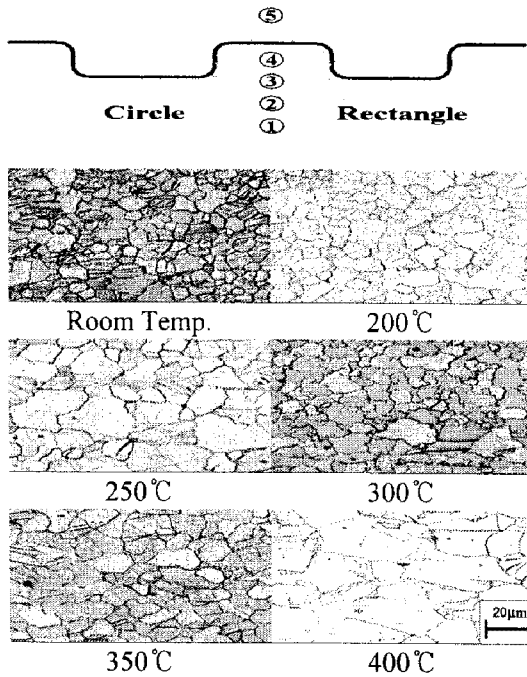 ⑤
④
③
Circle ② Rectangle
①
Room Temp. 200℃
250℃ 300℃
20μm
350℃ 400℃